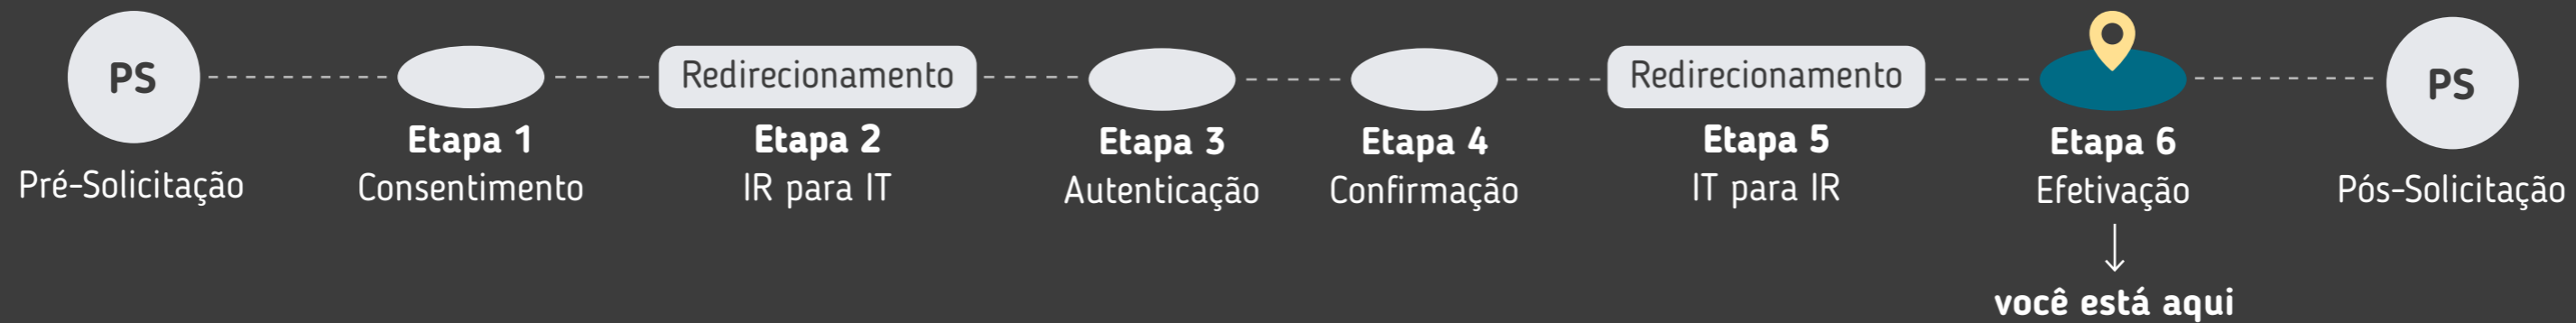 PS
Pré-Solicitação
Etapa 1
Consentimento
Redirecionamento
Etapa 2
IR para IT
Etapa 3
Autenticação
Etapa 4
Confirmação
Redirecionamento
Etapa 5
IT para IR
Etapa 6
Efetivação
você está aqui
PS
Pós-Solicitação